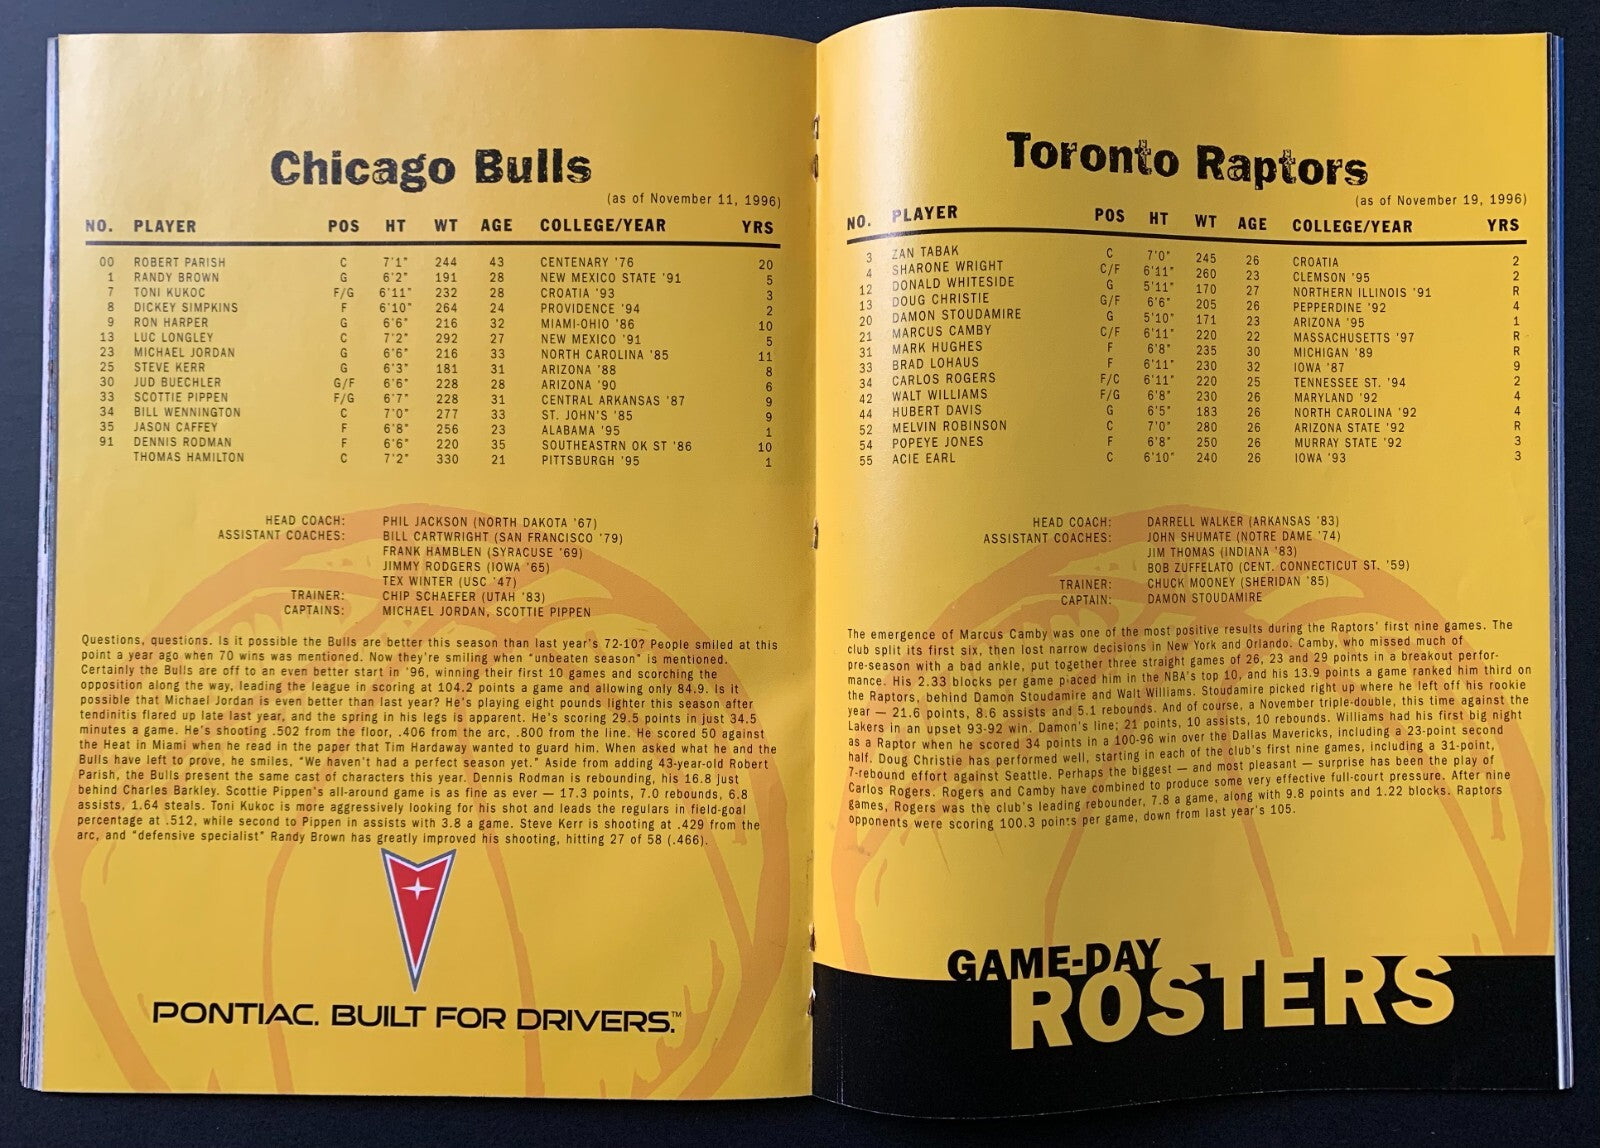 Chicago Bulls
(as of November 11, 1996)
NO. PLAYER POS HT WT AGE COLLEGE/YEAR YRS
00 ROBERT PARISH C 7'1" 244 43 CENTENARY '76 20
1 RANDY BROWN G 6'2" 191 28 NEW MEXICO STATE '91 5
7 TONI KUKOC F/G 6'11" 232 28 CROATIA '93 3
8 DICKEY SIMPKINS F 6'10" 264 24 PROVIDENCE '94 2
9 RON HARPER G 6'6" 216 32 MIAMI-OHIO '86 10
13 LUC LONGLEY C 7'2" 292 27 NEW MEXICO '91 5
23 MICHAEL JORDAN G 6'6" 216 33 NORTH CAROLINA '85 11
25 STEVE KERR G 6'3" 181 31 ARIZONA '88 8
30 JUD BUECHLER G/F 6'6" 228 28 ARIZONA '90 6
33 SCOTTIE PIPPEN F/G 6'7" 228 31 CENTRAL ARKANSAS '87 9
34 BILL WENNINGTON C 7'0" 277 33 ST. JOHN'S '85 9
35 JASON CAFFEY F 6'8" 256 23 ALABAMA '95 1
91 DENNIS RODMAN F 6'6" 220 35 SOUTHEASTRN OK ST '86 10
THOMAS HAMILTON C 7'2" 330 21 PITTSBURGH '95 1
HEAD COACH: PHIL JACKSON (NORTH DAKOTA '67)
ASSISTANT COACHES: BILL CARTWRIGHT (SAN FRANCISCO '79)
FRANK HAMBLEN (SYRACUSE '69)
JIMMY RODGERS (IOWA '65)
TEX WINTER (USC '47)
TRAINER: CHIP SCHAEFER (UTAH '83)
CAPTAINS: MICHAEL JORDAN, SCOTTIE PIPPEN
Questions, questions. Is it possible the Bulls are better this season than last year's 72-10? People smiled at this
point a year ago when 70 wins was mentioned. Now they're smiling when "unbeaten season" is mentioned.
Certainly the Bulls are off to an even better start in '96, winning their first 10 games and scorching the
opposition along the way, leading the league in scoring at 104.2 points a game and allowing only 84.9. Is it
possible that Michael Jordan is even better than last year? He's playing eight pounds lighter this season after
tendinitis flared up late last year, and the spring in his legs is apparent. He's scoring 29.5 points in just 34.5
minutes a game. He's shooting .502 from the floor, .406 from the arc, .800 from the line. He scored 50 against
the Heat in Miami when he read in the paper that Tim Hardaway wanted to guard him. When asked what he and the
Bulls have left to prove, he smiles, "We haven't had a perfect season yet." Aside from adding 43-year-old Robert
Parish, the Bulls present the same cast of characters this year. Dennis Rodman is rebounding, his 16.8 just
behind Charles Barkley. Scottie Pippen's all-around game is as fine as ever — 17.3 points, 7.0 rebounds, 6.8
assists, 1.64 steals. Toni Kukoc is more aggressively looking for his shot and leads the regulars in field-goal
percentage at .512, while second to Pippen in assists with 3.8 a game. Steve Kerr is shooting at .429 from the
arc, and "defensive specialist" Randy Brown has greatly improved his shooting, hitting 27 of 58 (.466).
PONTIAC. BUILT FOR DRIVERS.™
Toronto Raptors
(as of November 19, 1996)
NO. PLAYER POS HT WT AGE COLLEGE/YEAR YRS
3 ZAN TABAK C 7'0" 245 26 CROATIA 2
4 SHARONE WRIGHT C/F 6'11" 260 23 CLEMSON '95 2
12 DONALD WHITESIDE G 5'11" 170 27 NORTHERN ILLINOIS '91 R
13 DOUG CHRISTIE G/F 6'6" 205 26 PEPPERDINE '92 4
20 DAMON STOUDAMIRE G 5'10" 171 23 ARIZONA '95 1
21 MARCUS CAMBY C/F 6'11" 220 22 MASSACHUSETTS '97 R
31 MARK HUGHES F 6'8" 235 30 MICHIGAN '89 R
33 BRAD LOHAUS F 6'11" 230 32 IOWA '87 9
34 CARLOS ROGERS F/C 6'11" 220 25 TENNESSEE ST. '94 2
42 WALT WILLIAMS F/G 6'8" 230 26 MARYLAND '92 4
44 HUBERT DAVIS G 6'5" 183 26 NORTH CAROLINA '92 4
52 MELVIN ROBINSON C 7'0" 280 26 ARIZONA STATE '92 R
54 POPEYE JONES F 6'8" 250 26 MURRAY STATE '92 3
55 ACIE EARL C 6'10" 240 26 IOWA '93 3
HEAD COACH: DARRELL WALKER (ARKANSAS '83)
ASSISTANT COACHES: JOHN SHUMATE (NOTRE DAME '74)
JIM THOMAS (INDIANA '83)
BOB ZUFFELATO (CENT. CONNECTICUT ST. '59)
TRAINER: CHUCK MOONEY (SHERIDAN '85)
CAPTAIN: DAMON STOUDAMIRE
The emergence of Marcus Camby was one of the most positive results during the Raptors' first nine games. The
club split its first six, then lost narrow decisions in New York and Orlando. Camby, who missed much of
pre-season with a bad ankle, put together three straight games of 26, 23 and 29 points in a breakout perfor-
mance. His 2.33 blocks per game placed him in the NBA's top 10, and his 13.9 points a game ranked him third on
the Raptors, behind Damon Stoudamire and Walt Williams. Stoudamire picked right up where he left off his rookie
year — 21.6 points, 8.6 assists and 5.1 rebounds. And of course, a November triple-double, this time against the
Lakers in an upset 93-92 win. Damon's line; 21 points, 10 assists, 10 rebounds. Williams had his first big night
as a Raptor when he scored 34 points in a 100-96 win over the Dallas Mavericks, including a 23-point second
half. Doug Christie has performed well, starting in each of the club's first nine games, including a 31-point,
7-rebound effort against Seattle. Perhaps the biggest — and most pleasant — surprise has been the play of
Carlos Rogers. Rogers and Camby have combined to produce some very effective full-court pressure. After nine
games, Rogers was the club's leading rebounder, 7.8 a game, along with 9.8 points and 1.22 blocks. Raptors
opponents were scoring 100.3 points per game, down from last year's 105.
GAME-DAY
ROSTERS